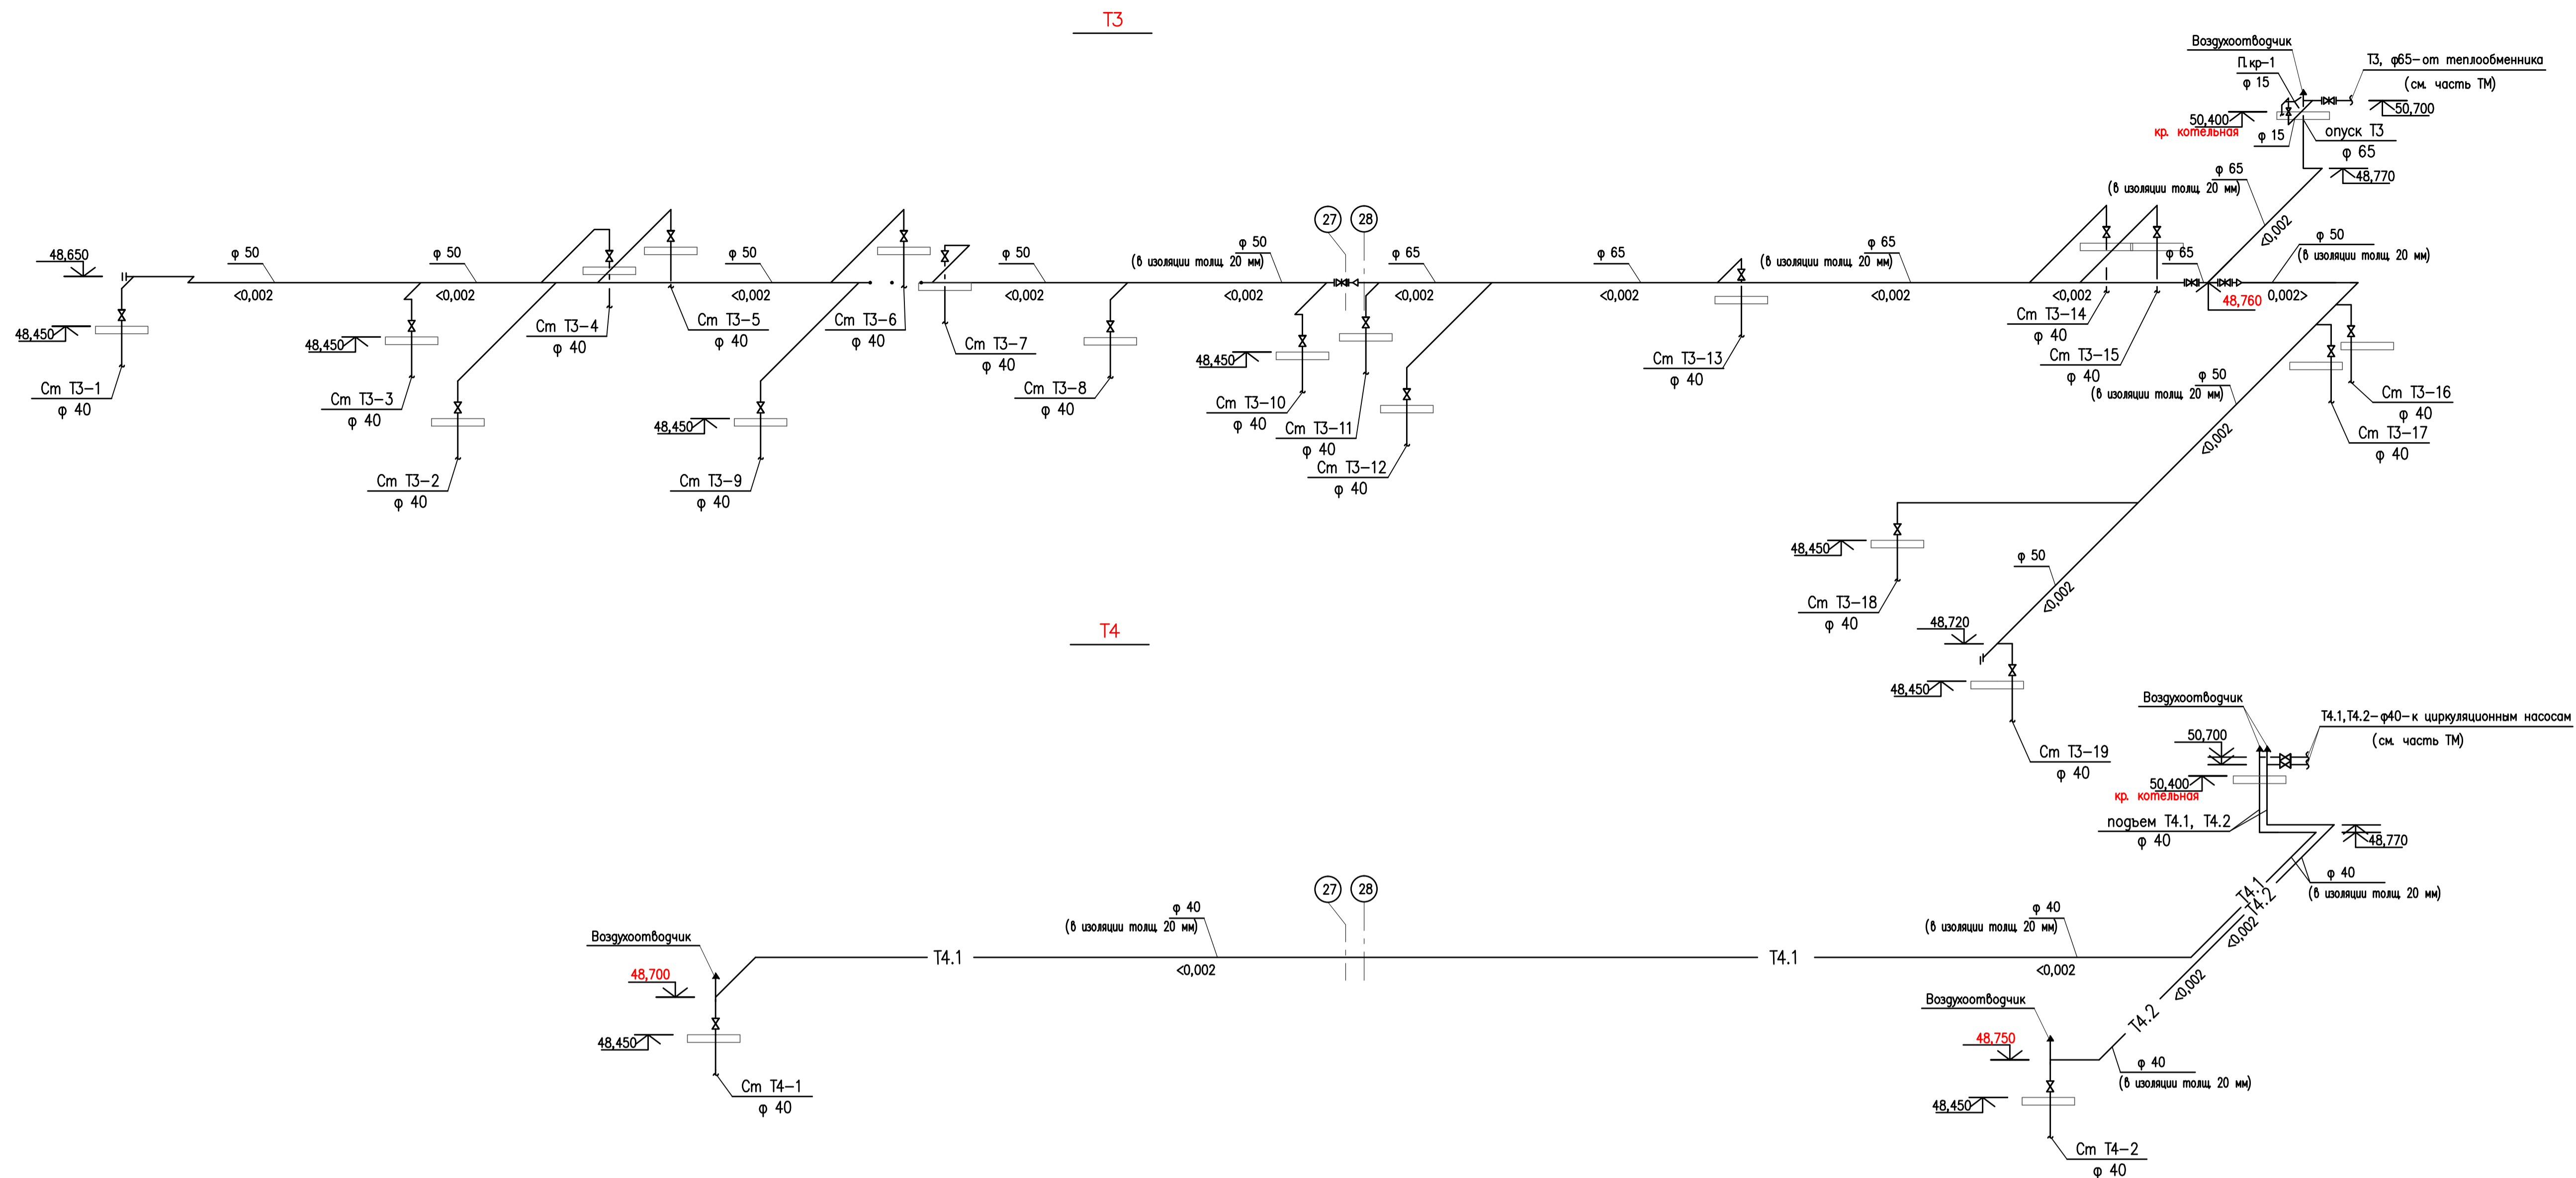 Т3
Воздухоотводчик
П.кр-1
φ 15
Т3, φ65-от теплообменника
(см. часть ТМ)
50,400
кр. котельная
50,700
φ 15
опуск Т3
φ 65
48,770
φ 65
(в изоляции толщ. 20 мм)
<0,002
φ 50
(в изоляции толщ. 20 мм)
48,650
φ 50
<0,002
φ 50
<0,002
φ 50
<0,002
φ 50
<0,002
φ 50
(в изоляции толщ. 20 мм)
<0,002
27
28
φ 65
<0,002
φ 65
<0,002
φ 65
(в изоляции толщ. 20 мм)
<0,002
φ 65
<0,002
48,760
0,002>
48,450
Ст Т3-1
φ 40
48,450
Ст Т3-3
φ 40
Ст Т3-2
φ 40
Ст Т3-4
φ 40
Ст Т3-5
φ 40
48,450
Ст Т3-9
φ 40
Ст Т3-6
φ 40
Ст Т3-7
φ 40
Ст Т3-8
φ 40
48,450
Ст Т3-10
φ 40
Ст Т3-11
φ 40
Ст Т3-12
φ 40
Ст Т3-13
φ 40
Ст Т3-14
φ 40
Ст Т3-15
φ 40
φ 50
(в изоляции толщ. 20 мм)
<0,002
Ст Т3-16
φ 40
Ст Т3-17
φ 40
48,450
Ст Т3-18
φ 40
φ 50
<0,002
48,720
48,450
Ст Т3-19
φ 40
Т4
Воздухоотводчик
Т4.1,Т4.2-φ40-к циркуляционным насосам
(см. часть ТМ)
50,700
50,400
кр. котельная
подъем Т4.1, Т4.2
φ 40
48,770
φ 40
(в изоляции толщ. 20 мм)
Т4.1
Т4.2
<0,002
<0,002
Т4.2
27
28
φ 40
(в изоляции толщ. 20 мм)
φ 40
(в изоляции толщ. 20 мм)
Воздухоотводчик
Т4.1
<0,002
Т4.1
<0,002
48,700
48,450
Ст Т4-1
φ 40
Воздухоотводчик
48,750
φ 40
(в изоляции толщ. 20 мм)
48,450
Ст Т4-2
φ 40